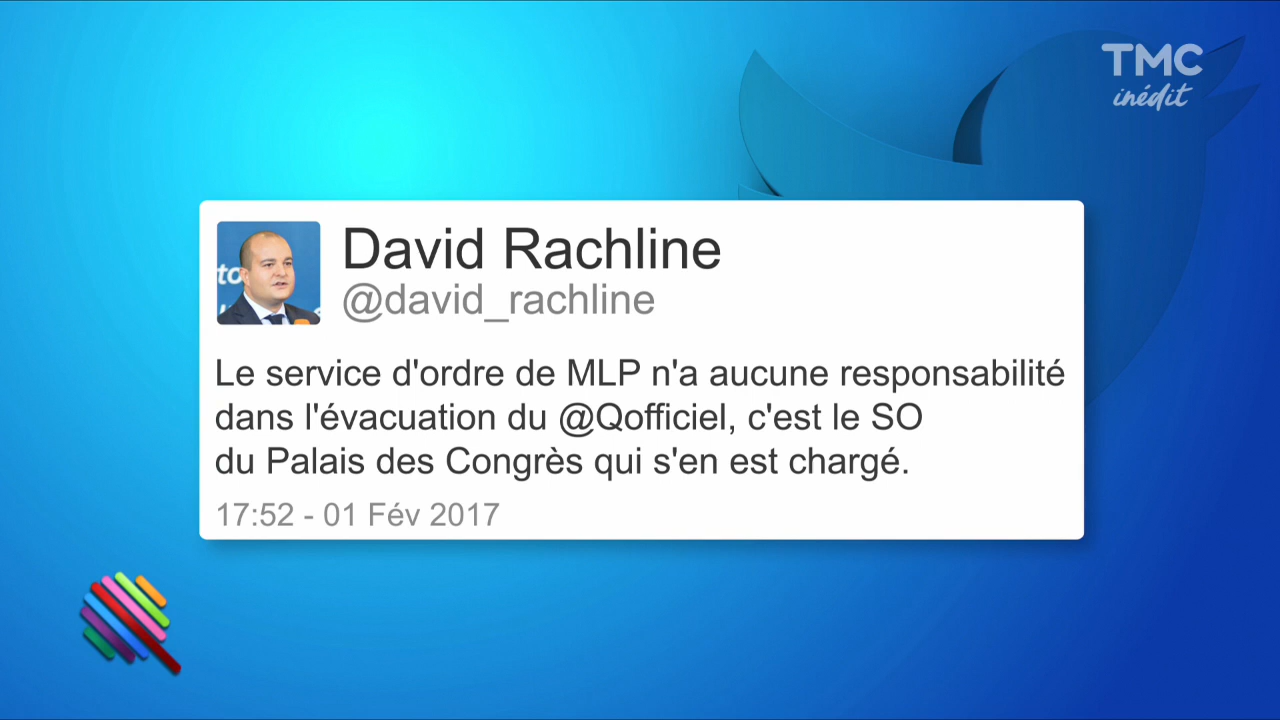 TMC
inédit
David Rachline
@david_rachline
Le service d'ordre de MLP n'a aucune responsabilité
dans l'évacuation du @Qofficiel, c'est le SO
du Palais des Congrès qui s'en est chargé.
17:52 - 01 Fév 2017